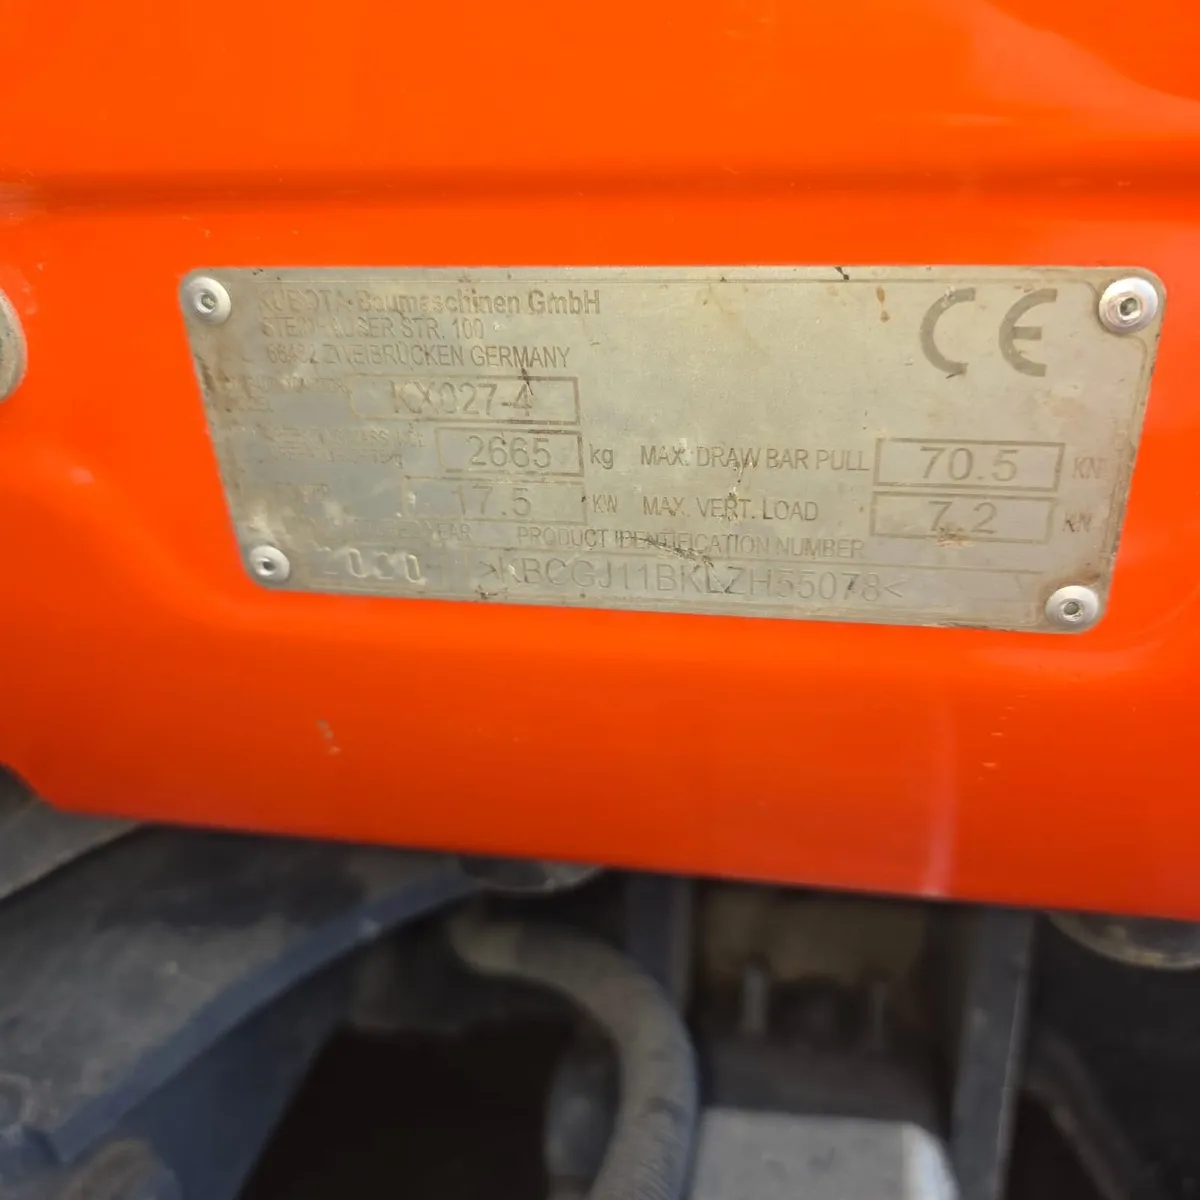 KUBOTA Baumaschinen GmbH
STEINHAUSER STR. 100
66482 ZWEIBRÜCKEN GERMANY
CE
KX027-4
2665 kg MAX. DRAW BAR PULL 70.5 KN
17.5 KW MAX. VERT. LOAD 7.2 KN
YEAR PRODUCT IDENTIFICATION NUMBER
>KBCGJ11BKLZH55078<